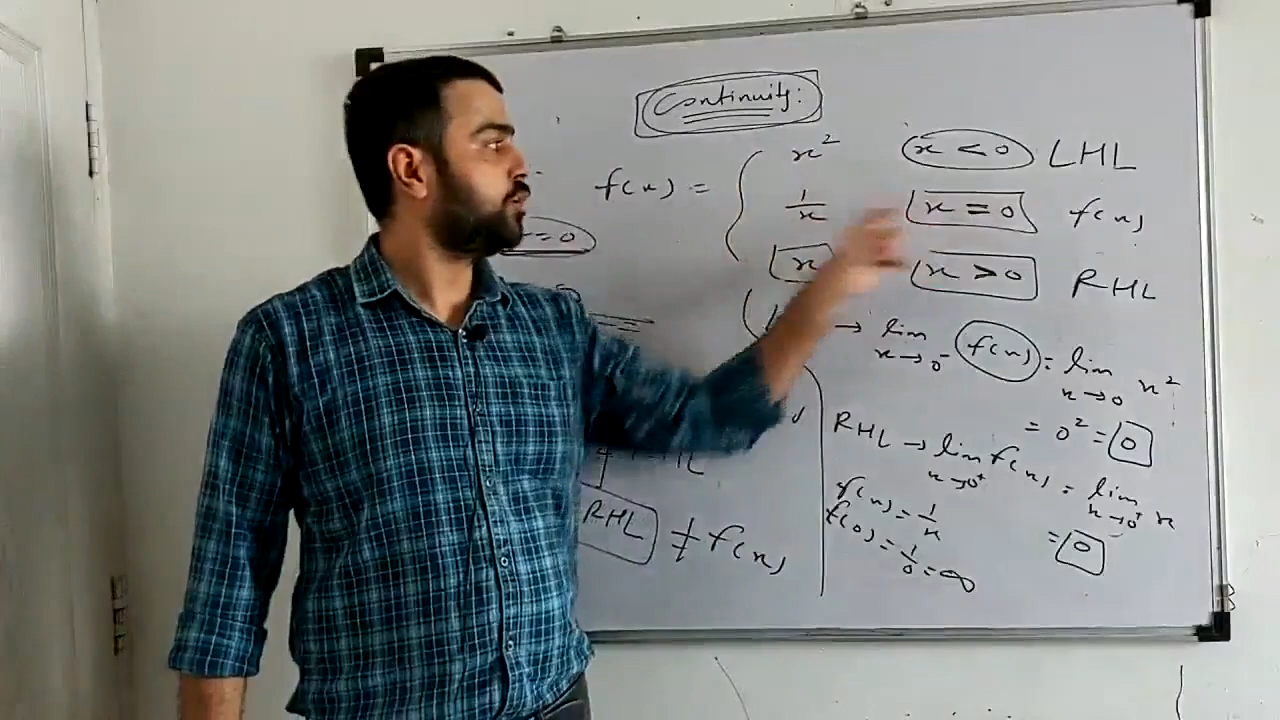 Continuity:
f(x) =
x² x < 0 LHL
1/x x = 0 f(x)
x x > 0 RHL
= 0
→ lim x→0⁻ f(x) = lim x→0 x²
= 0² = 0
RHL → lim x→0⁺ f(x) = lim x→0⁺ x
= 0
f(x) = 1/x
f(0) = 1/0 = ∞
RHL ≠ f(x)